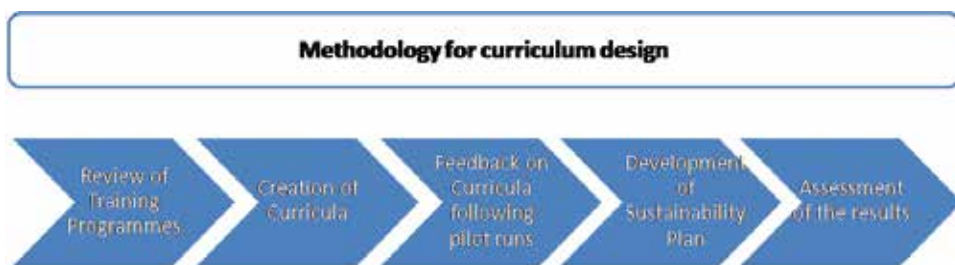 Methodology for curriculum design
Review of
Training
Programmes
Creation of
Curricula
Feedback on
Curricula
following
pilot runs
Development
of
Sustainability
Plan
Assessment
of the results